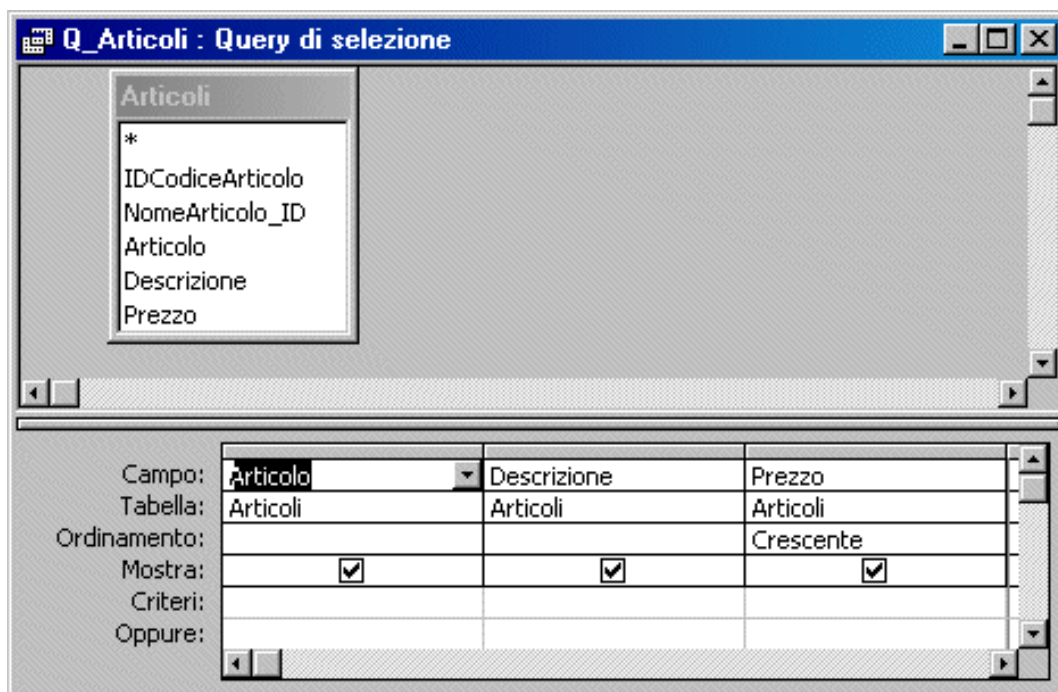 Q_Articoli : Query di selezione
Articoli
*
IDCodiceArticolo
NomeArticolo_ID
Articolo
Descrizione
Prezzo
Campo: Articolo Descrizione Prezzo
Tabella: Articoli Articoli Articoli
Ordinamento: Crescente
Mostra:
Criteri:
Oppure: